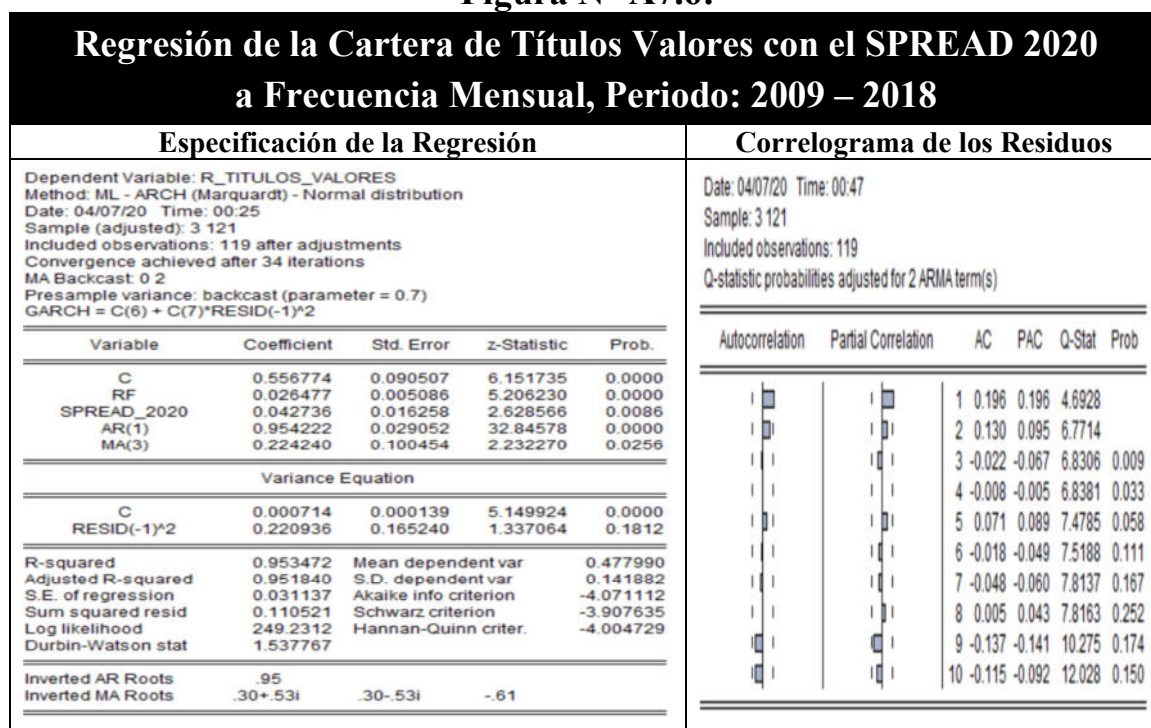 Figura N° A7.6:
Regresión de la Cartera de Títulos Valores con el SPREAD 2020
a Frecuencia Mensual, Periodo: 2009 – 2018
Especificación de la Regresión
Dependent Variable: R_TITULOS_VALORES
Method: ML - ARCH (Marquardt) - Normal distribution
Date: 04/07/20 Time: 00:25
Sample (adjusted): 3 121
Included observations: 119 after adjustments
Convergence achieved after 34 iterations
MA Backcast: 0 2
Presample variance: backcast (parameter = 0.7)
GARCH = C(6) + C(7)*RESID(-1)^2
Variable Coefficient Std. Error z-Statistic Prob.
C 0.556774 0.090507 6.151735 0.0000
RF 0.026477 0.005086 5.206230 0.0000
SPREAD_2020 0.042736 0.016258 2.628566 0.0086
AR(1) 0.954222 0.029052 32.84578 0.0000
MA(3) 0.224240 0.100454 2.232270 0.0256
Variance Equation
C 0.000714 0.000139 5.149924 0.0000
RESID(-1)^2 0.220936 0.165240 1.337064 0.1812
R-squared 0.953472 Mean dependent var 0.477990
Adjusted R-squared 0.951840 S.D. dependent var 0.141882
S.E. of regression 0.031137 Akaike info criterion -4.071112
Sum squared resid 0.110521 Schwarz criterion -3.907635
Log likelihood 249.2312 Hannan-Quinn criter. -4.004729
Durbin-Watson stat 1.537767
Inverted AR Roots .95
Inverted MA Roots .30+.53i .30-.53i -.61
Correlograma de los Residuos
Date: 04/07/20 Time: 00:47
Sample: 3 121
Included observations: 119
Q-statistic probabilities adjusted for 2 ARMA term(s)
Autocorrelation Partial Correlation AC PAC Q-Stat Prob
1 0.196 0.196 4.6928
2 0.130 0.095 6.7714
3 -0.022 -0.067 6.8306 0.009
4 -0.008 -0.005 6.8381 0.033
5 0.071 0.089 7.4785 0.058
6 -0.018 -0.049 7.5188 0.111
7 -0.048 -0.060 7.8137 0.167
8 0.005 0.043 7.8163 0.252
9 -0.137 -0.141 10.275 0.174
10 -0.115 -0.092 12.028 0.150